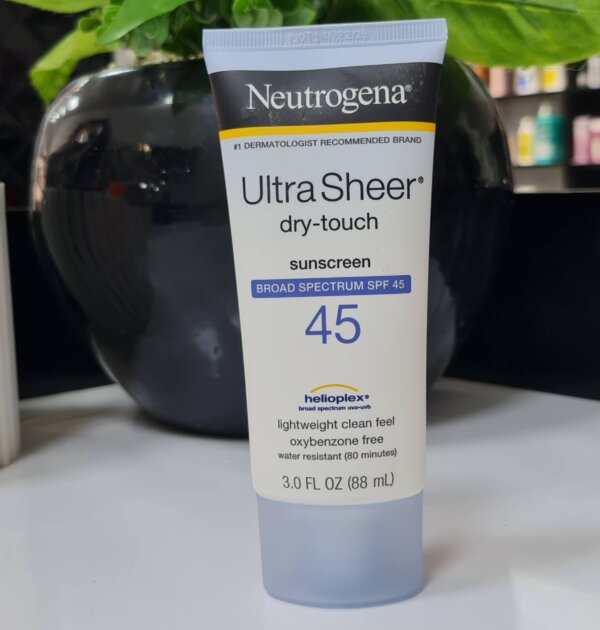 Neutrogena®
#1 DERMATOLOGIST RECOMMENDED BRAND
Ultra Sheer®
dry-touch
sunscreen
BROAD SPECTRUM SPF 45
45
helioplex®
broad spectrum uva-uvb
lightweight clean feel
oxybenzone free
water resistant (80 minutes)
3.0 FL OZ (88 mL)